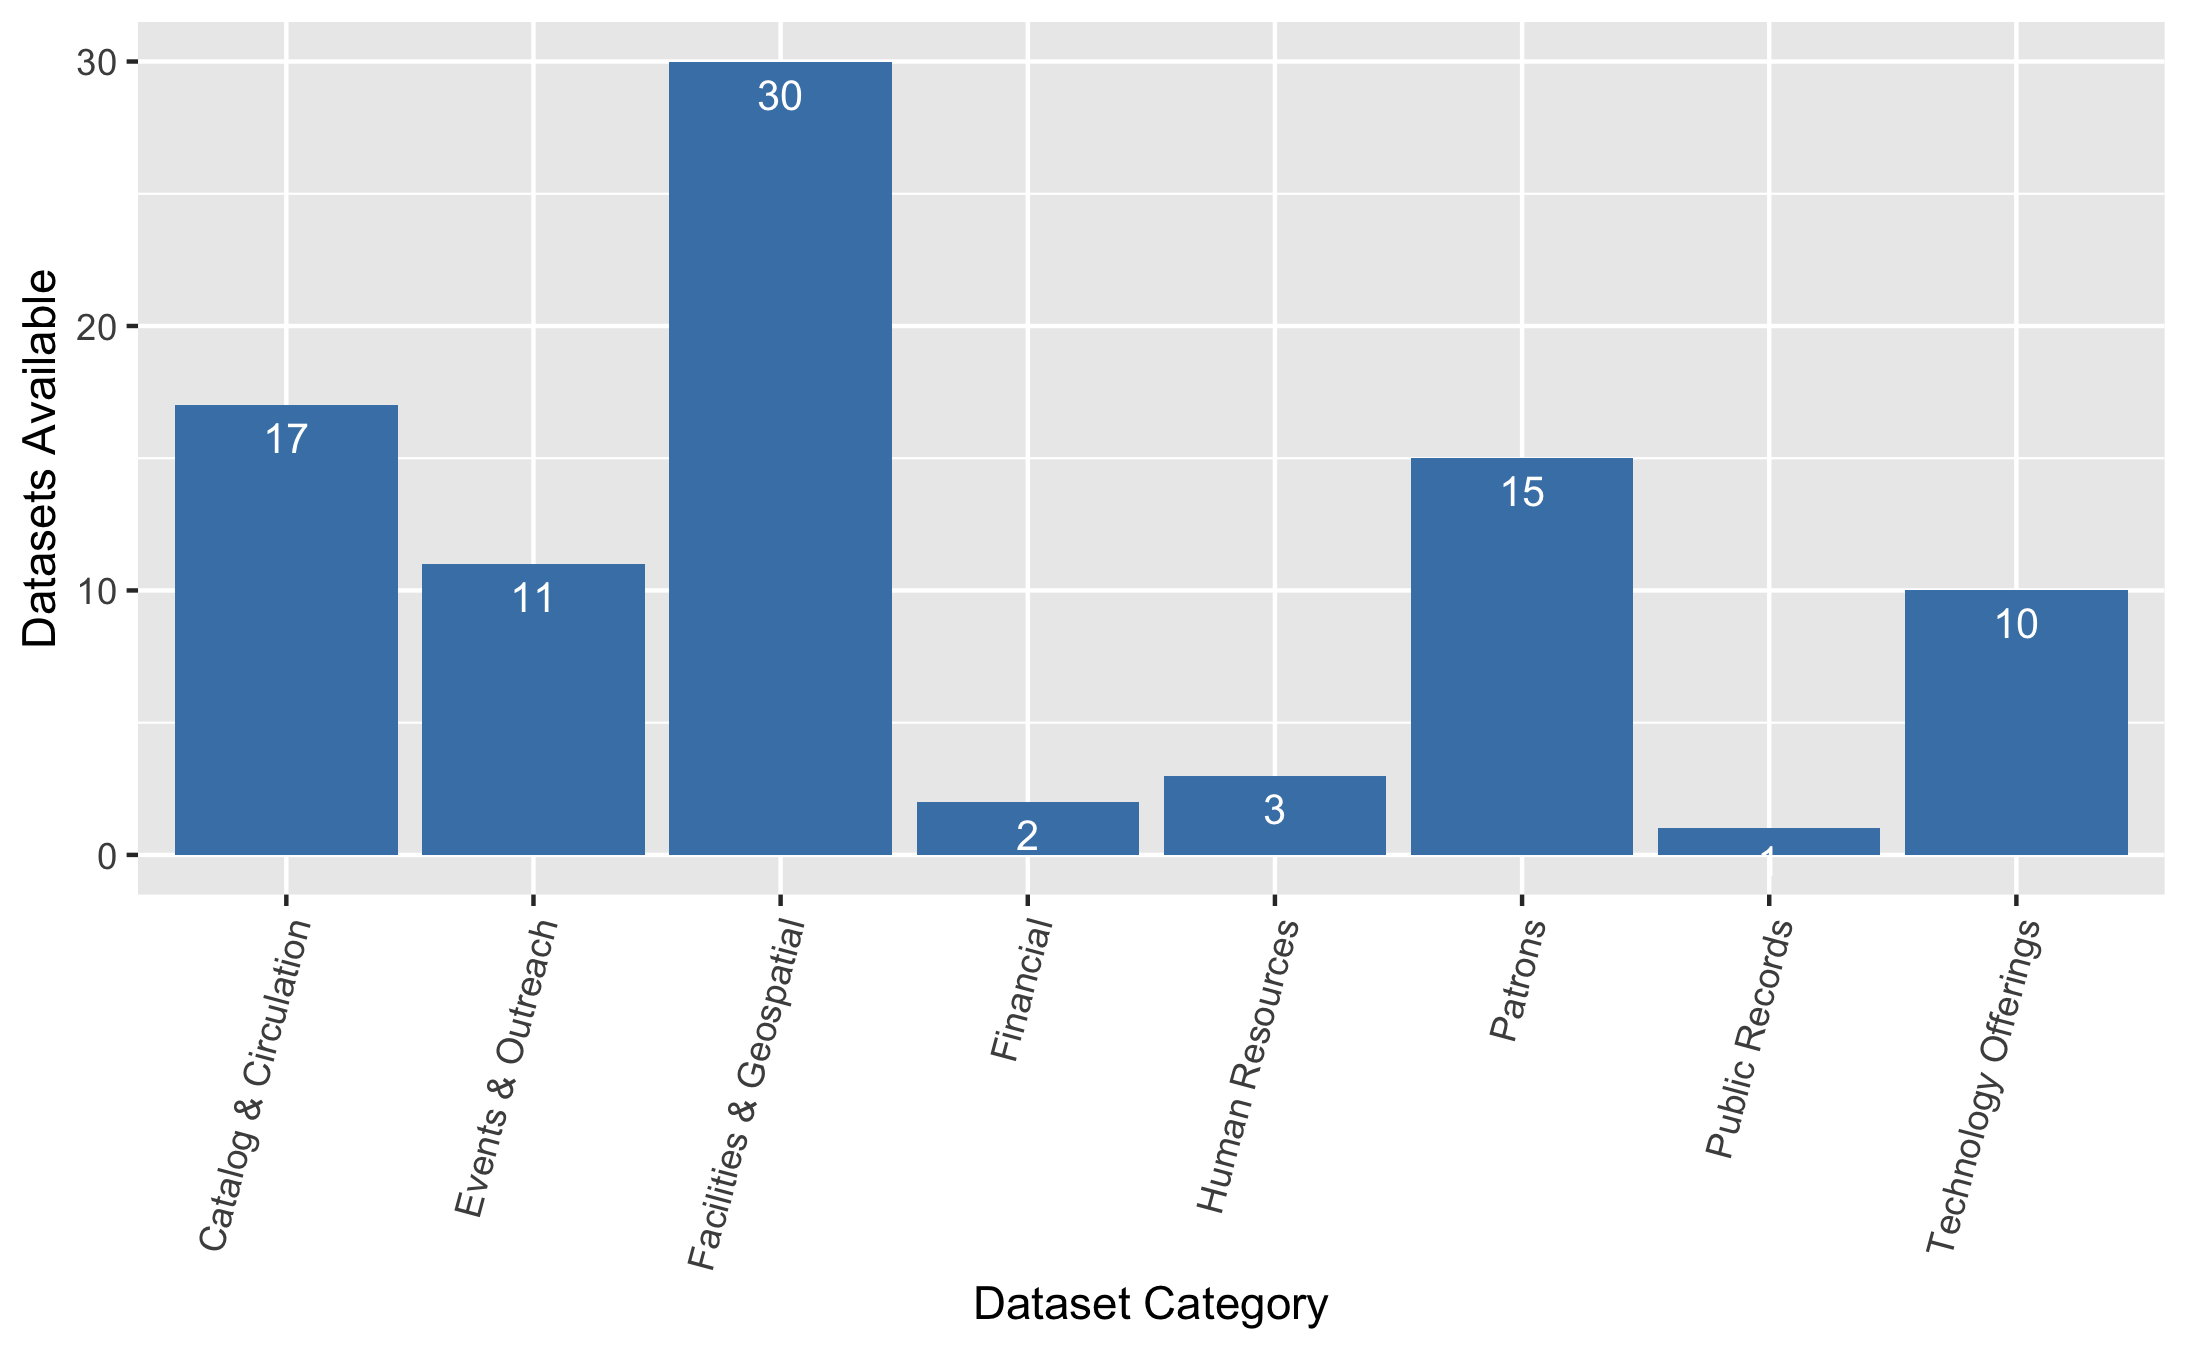 30
20
10
0
Datasets Available
17
11
30
2
3
15
1
10
Catalog & Circulation
Events & Outreach
Facilities & Geospatial
Financial
Human Resources
Patrons
Public Records
Technology Offerings
Dataset Category